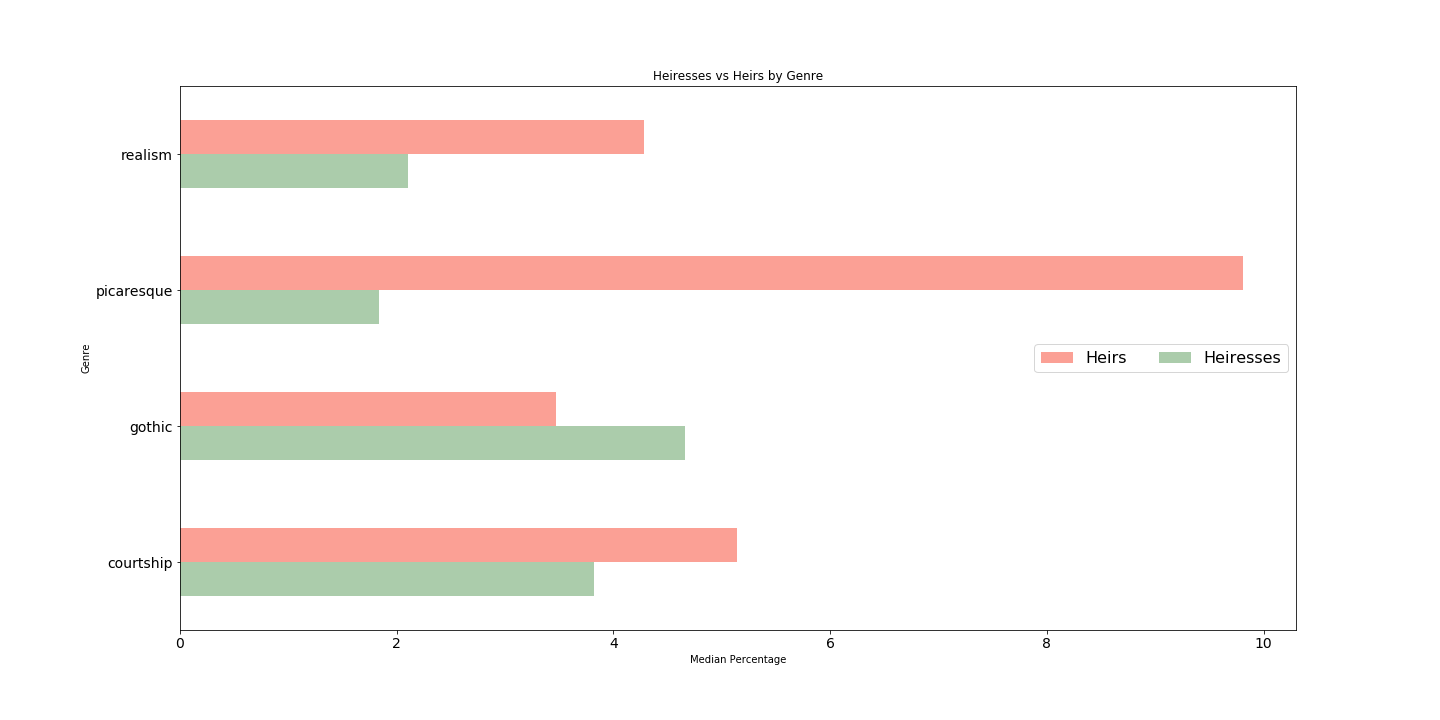 Heiresses vs Heirs by Genre
realism
picaresque
gothic
courtship
Genre
Heirs Heiresses
0 2 4 6 8 10
Median Percentage